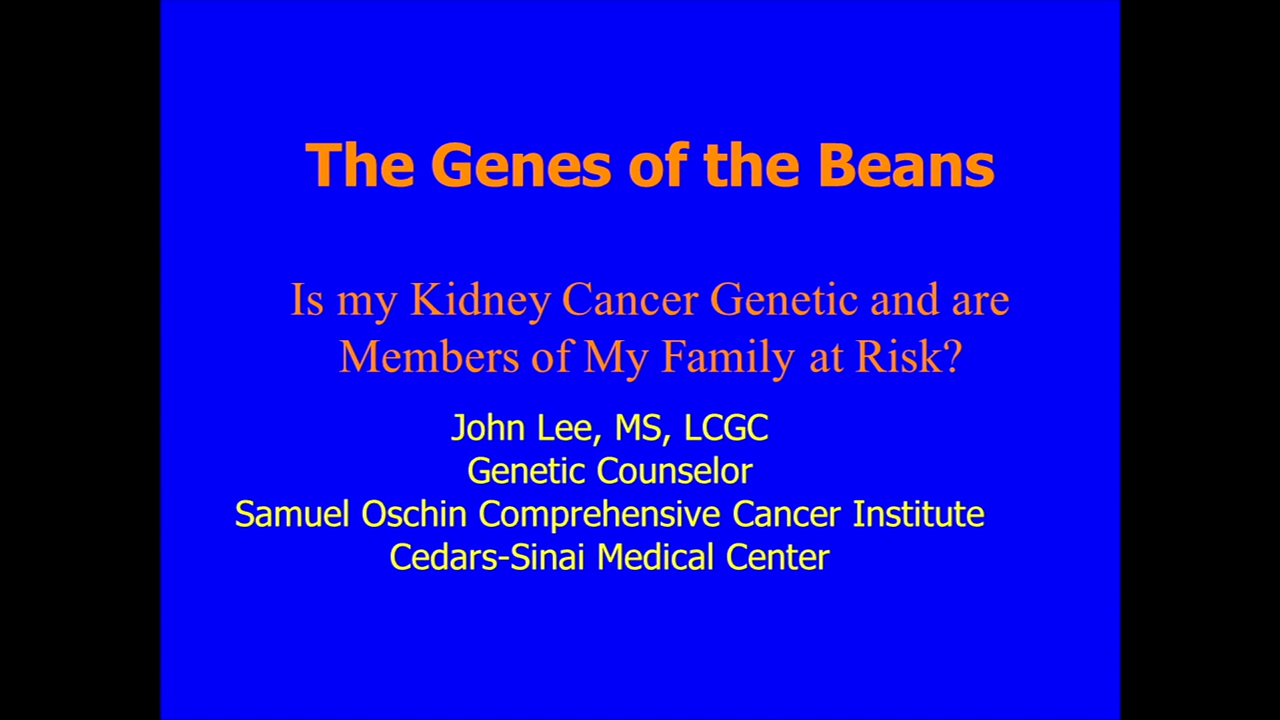 The Genes of the Beans
Is my Kidney Cancer Genetic and are
Members of My Family at Risk?
John Lee, MS, LCGC
Genetic Counselor
Samuel Oschin Comprehensive Cancer Institute
Cedars-Sinai Medical Center